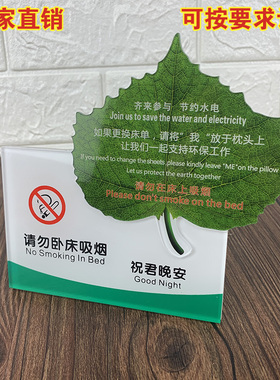 家直销
可按要求
齐来参与 节约水电
Join us to save the water and electricity
如果更换床单，请将”我“放于枕头上
让我们一起支持环保工作
If you need to change the sheets, please kindly leave "ME"on the pillow
Let us protect the earth together
请勿在床上吸烟
Please don't smoke on the bed
请勿卧床吸烟
No Smoking In Bed
祝君晚安
Good Night